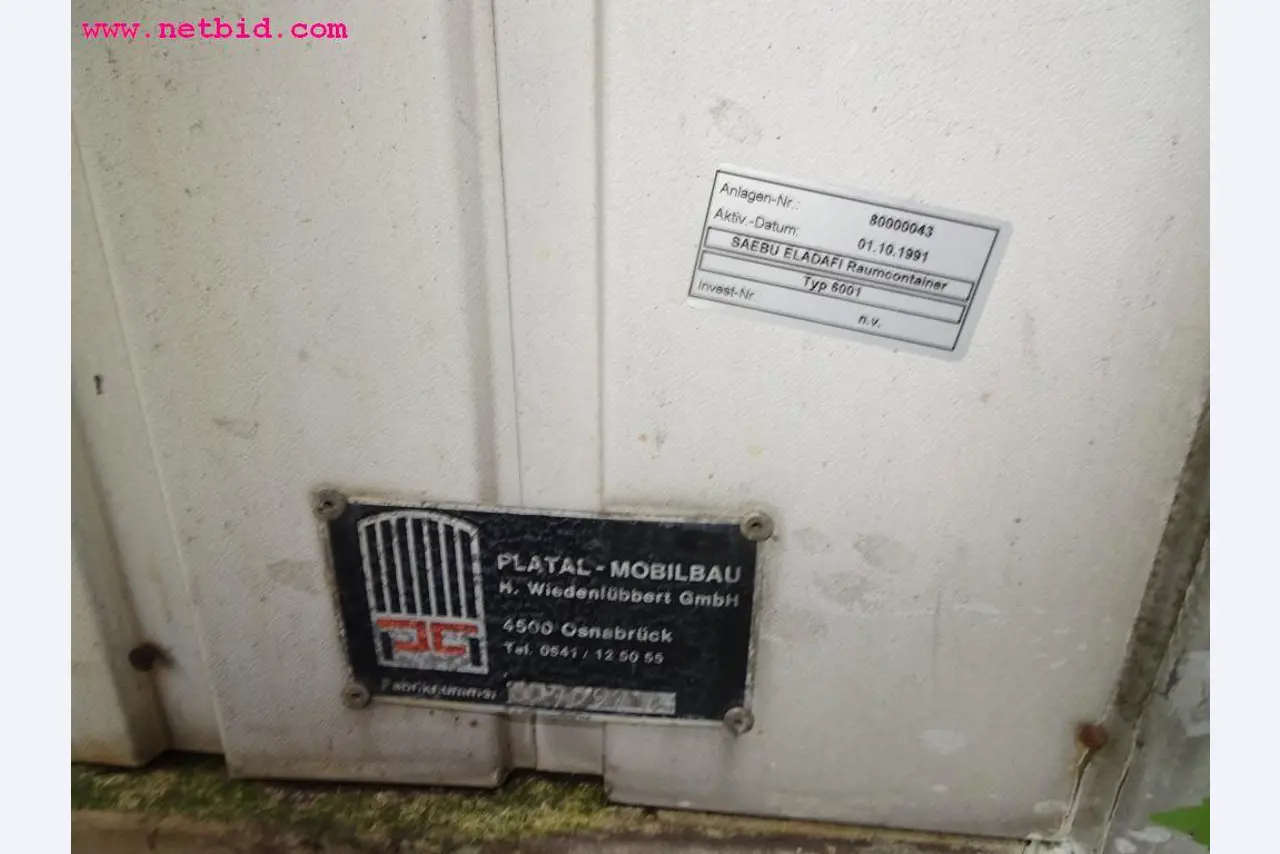 www.netbid.com
Anlagen-Nr.: 80000043
Aktiv.-Datum: 01.10.1991
SAEBU ELADAFI Raumcontainer
Typ 6001
Invest-Nr. n.v.
PLATAL-MOBILBAU
H. Wiedenlübbert GmbH
4500 Osnabrück
Tel. 0541 / 12 50 55
Fabriknummer